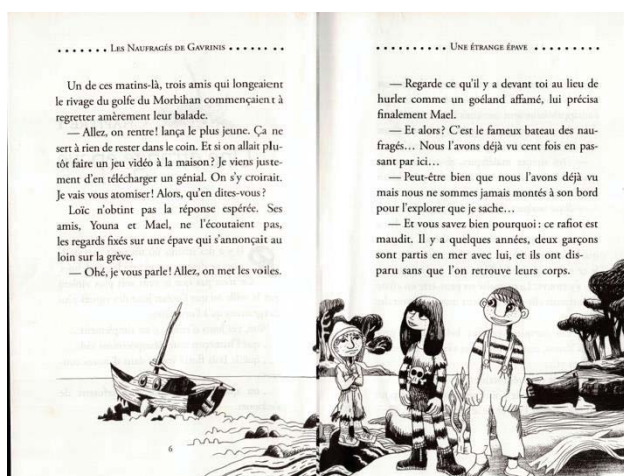 • • • • • • • Les Naufragés de Gavrinis • • • • • • • •
Un de ces matins-là, trois amis qui longeaient
le rivage du golfe du Morbihan commençaient à
regretter amèrement leur balade.
— Allez, on rentre! lança le plus jeune. Ça ne
sert à rien de rester dans le coin. Et si on allait plu-
tôt faire un jeu vidéo à la maison? Je viens juste-
ment d'en télécharger un génial. On s'y croirait.
Je vais vous atomiser! Alors, qu'en dites-vous?
Loïc n'obtint pas la réponse espérée. Ses
amis, Youna et Mael, ne l'écoutaient pas,
les regards fixés sur une épave qui s'annonçait au
loin sur la grève.
— Ohé, je vous parle! Allez, on met les voiles.
6
• • • • • • • • • • Une étrange épave • • • • • • • • • •
— Regarde ce qu'il y a devant toi au lieu de
hurler comme un goéland affamé, lui précisa
finalement Mael.
— Et alors? C'est le fameux bateau des nau-
fragés… Nous l'avons déjà vu cent fois en pas-
sant par ici…
— Peut-être bien que nous l'avons déjà vu
mais nous ne sommes jamais montés à son bord
pour l'explorer que je sache…
— Et vous savez bien pourquoi : ce rafiot est
maudit. Il y a quelques années, deux garçons
sont partis en mer avec lui, et ils ont dis-
paru sans que l'on retrouve leurs corps.